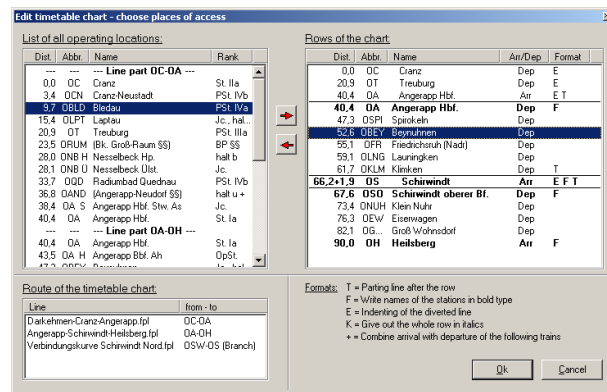 Edit timetable chart - choose places of access
List of all operating locations:
Dist. Abbr. Name Rank
--- --- --- Line part OC-OA ---
0,0 OC Cranz St. IIa
3,4 OCN Cranz-Neustadt PSt. IVb
9,7 OBLD Bledau PSt. IVa
15,4 OLPT Laptau Jc., hal...
20,9 OT Treuburg PSt. IIIa
23,5 ORUM (Bk. Groß-Raum §§) BP §§
28,0 ONB H Nesselbeck Hp. halt b
28,1 ONB Ü Nesselbeck Üst. Jc.
33,7 OQD Radiumbad Quednau PSt. IVb
36,8 OAND (Angerapp-Neudorf §§) halt u +
38,4 OA S Angerapp Hbf. Stw. As Jc.
40,4 OA Angerapp Hbf. St. Ia
--- --- --- Line part OA-OH ---
40,4 OA Angerapp Hbf. St. Ia
43,5 OA H Angerapp Bbf. Ah OpSt.
47,3
Rows of the chart:
Dist. Abbr. Name Arr/Dep Format
0,0 OC Cranz Dep E
20,9 OT Treuburg Dep E
40,4 OA Angerapp Hbf. Arr E T
40,4 OA Angerapp Hbf. Dep F
47,3 OSPI Spirokeln Dep
52,6 OBEY Beynuhnen Dep
55,1 OFR Friedrichsruh (Nadr) Dep
59,1 OLNG Launingken Dep
61,7 OKLM Klimken Dep T
66,2+1,9 OS Schirwindt Arr E F T
67,6 OSO Schirwindt oberer Bf. Dep F
73,4 ONUH Klein Nuhr Dep
76,3 OEW Eiserwagen Dep
82,1 OG... Groß Wohnsdorf Dep
90,0 OH Heilsberg Arr F
Route of the timetable chart:
Line from - to
Darkehmen-Cranz-Angerapp.fpl OC-OA
Angerapp-Schirwindt-Heilsberg.fpl OA-OH
Verbindungskurve Schirwindt Nord.fpl OSW-OS (Branch)
Formats: T = Parting line after the row
F = Write names of the stations in bold type
E = Indenting of the diverted line
K = Give out the whole row in italics
+ = Combine arrival with departure of the following trains
Ok Cancel